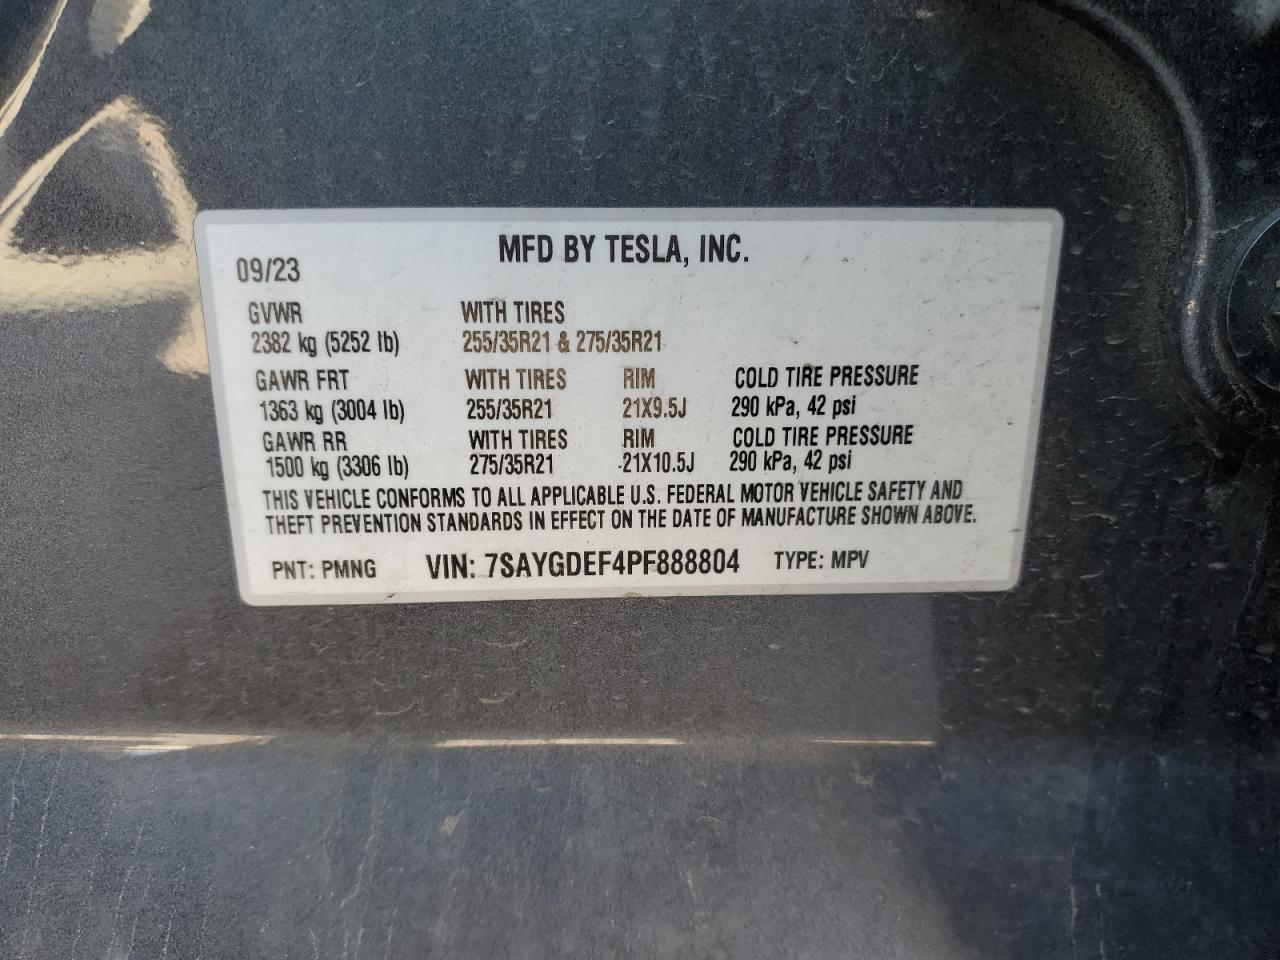 MFD BY TESLA, INC.
09/23
GVWR WITH TIRES
2382 kg (5252 lb) 255/35R21 & 275/35R21
GAWR FRT WITH TIRES RIM COLD TIRE PRESSURE
1363 kg (3004 lb) 255/35R21 21X9.5J 290 kPa, 42 psi
GAWR RR WITH TIRES RIM COLD TIRE PRESSURE
1500 kg (3306 lb) 275/35R21 21X10.5J 290 kPa, 42 psi
THIS VEHICLE CONFORMS TO ALL APPLICABLE U.S. FEDERAL MOTOR VEHICLE SAFETY AND
THEFT PREVENTION STANDARDS IN EFFECT ON THE DATE OF MANUFACTURE SHOWN ABOVE.
PNT: PMNG VIN: 7SAYGDEF4PF888804 TYPE: MPV